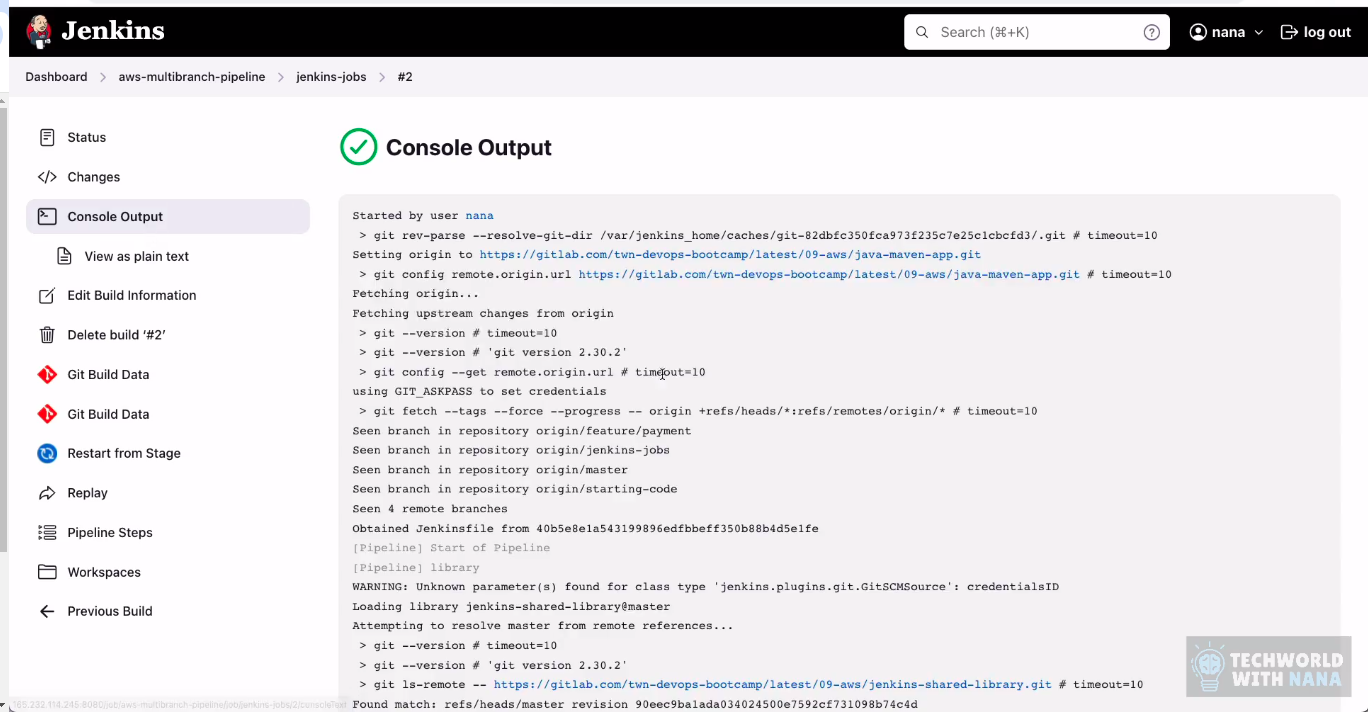 Jenkins
Search (⌘+K)
nana
log out
Dashboard > aws-multibranch-pipeline > jenkins-jobs > #2
Status
Changes
Console Output
View as plain text
Edit Build Information
Delete build ‘#2’
Git Build Data
Git Build Data
Restart from Stage
Replay
Pipeline Steps
Workspaces
Previous Build
Console Output
Started by user nana
> git rev-parse --resolve-git-dir /var/jenkins_home/caches/git-82dbfc350fca973f235c7e25c1cbcfd3/.git # timeout=10
Setting origin to https://gitlab.com/twn-devops-bootcamp/latest/09-aws/java-maven-app.git
> git config remote.origin.url https://gitlab.com/twn-devops-bootcamp/latest/09-aws/java-maven-app.git # timeout=10
Fetching origin...
Fetching upstream changes from origin
> git --version # timeout=10
> git --version # 'git version 2.30.2'
> git config --get remote.origin.url # timeout=10
using GIT_ASKPASS to set credentials
> git fetch --tags --force --progress -- origin +refs/heads/*:refs/remotes/origin/* # timeout=10
Seen branch in repository origin/feature/payment
Seen branch in repository origin/jenkins-jobs
Seen branch in repository origin/master
Seen branch in repository origin/starting-code
Seen 4 remote branches
Obtained Jenkinsfile from 40b5e8e1a543199896edfbbeff350b88b4d5e1fe
[Pipeline] Start of Pipeline
[Pipeline] library
WARNING: Unknown parameter(s) found for class type 'jenkins.plugins.git.GitSCMSource': credentialsID
Loading library jenkins-shared-library@master
Attempting to resolve master from remote references...
> git --version # timeout=10
> git --version # 'git version 2.30.2'
> git ls-remote -- https://gitlab.com/twn-devops-bootcamp/latest/09-aws/jenkins-shared-library.git # timeout=10
Found match: refs/heads/master revision 90eec9ba1ada034024500e7592cf731098b74c4d
165.232.114.245:8080/job/aws-multibranch-pipeline/job/jenkins-jobs/2/consoleText
TECHWORLD
WITH NANA